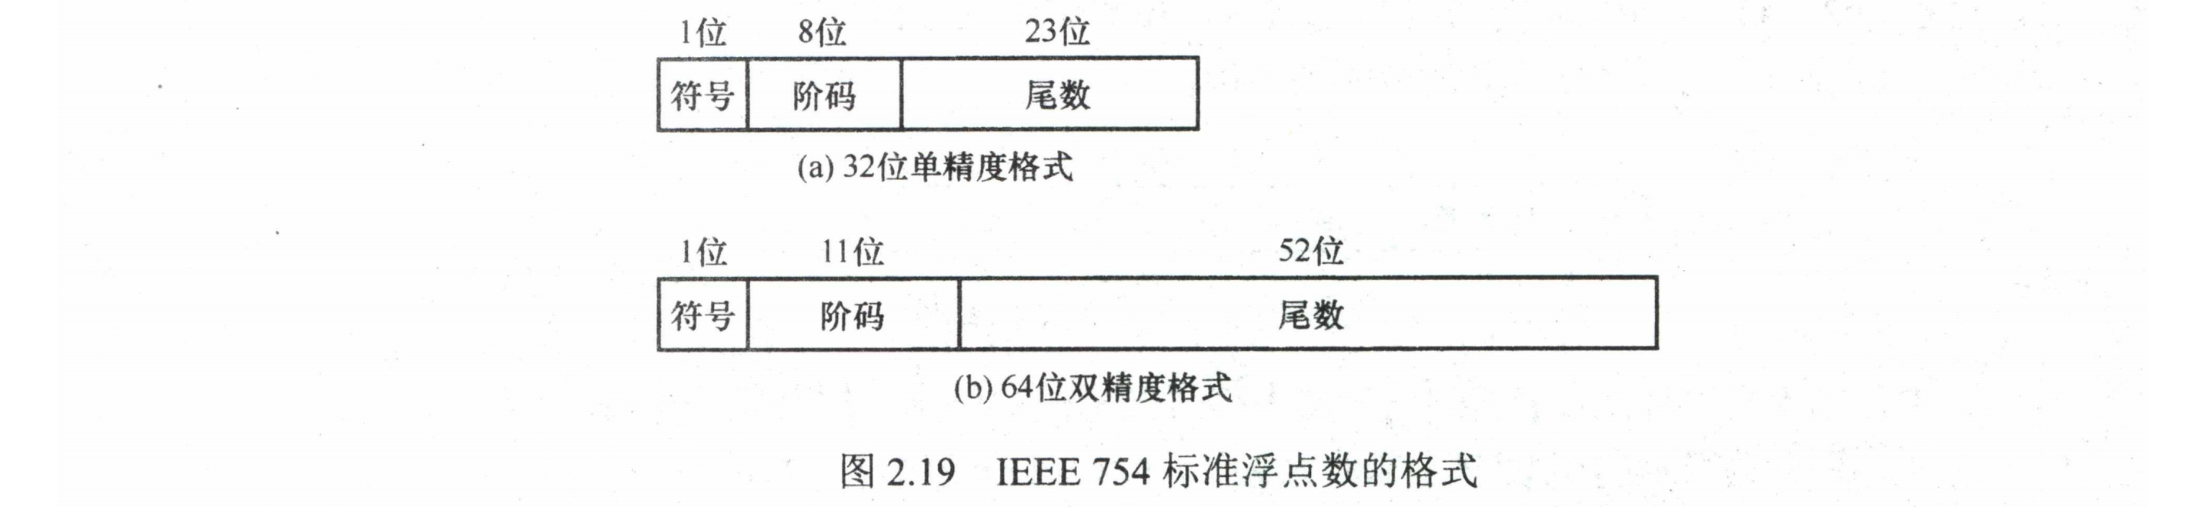 1位 8位 23位
符号 阶码 尾数
(a) 32位单精度格式
1位 11位 52位
符号 阶码 尾数
(b) 64位双精度格式
图 2.19 IEEE 754 标准浮点数的格式